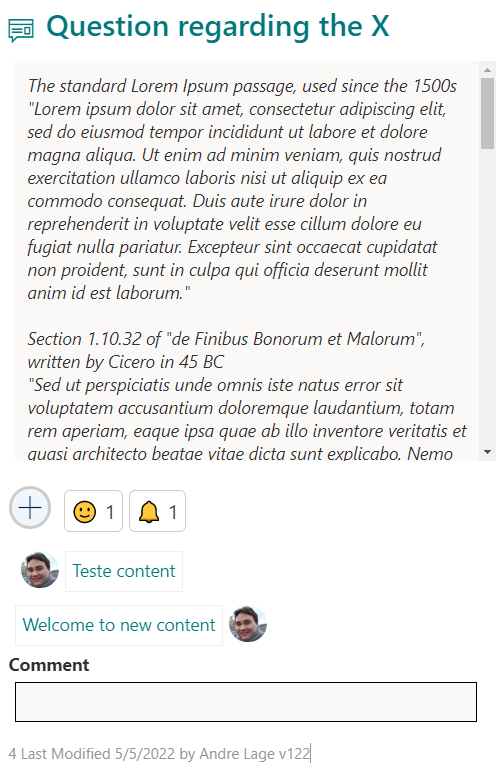 Question regarding the X
The standard Lorem Ipsum passage, used since the 1500s
"Lorem ipsum dolor sit amet, consectetur adipiscing elit,
sed do eiusmod tempor incididunt ut labore et dolore
magna aliqua. Ut enim ad minim veniam, quis nostrud
exercitation ullamco laboris nisi ut aliquip ex ea
commodo consequat. Duis aute irure dolor in
reprehenderit in voluptate velit esse cillum dolore eu
fugiat nulla pariatur. Excepteur sint occaecat cupidatat
non proident, sunt in culpa qui officia deserunt mollit
anim id est laborum."
Section 1.10.32 of "de Finibus Bonorum et Malorum",
written by Cicero in 45 BC
"Sed ut perspiciatis unde omnis iste natus error sit
voluptatem accusantium doloremque laudantium, totam
rem aperiam, eaque ipsa quae ab illo inventore veritatis et
quasi architecto beatae vitae dicta sunt explicabo. Nemo
1 1
Teste content
Welcome to new content
Comment
4 Last Modified 5/5/2022 by Andre Lage v122